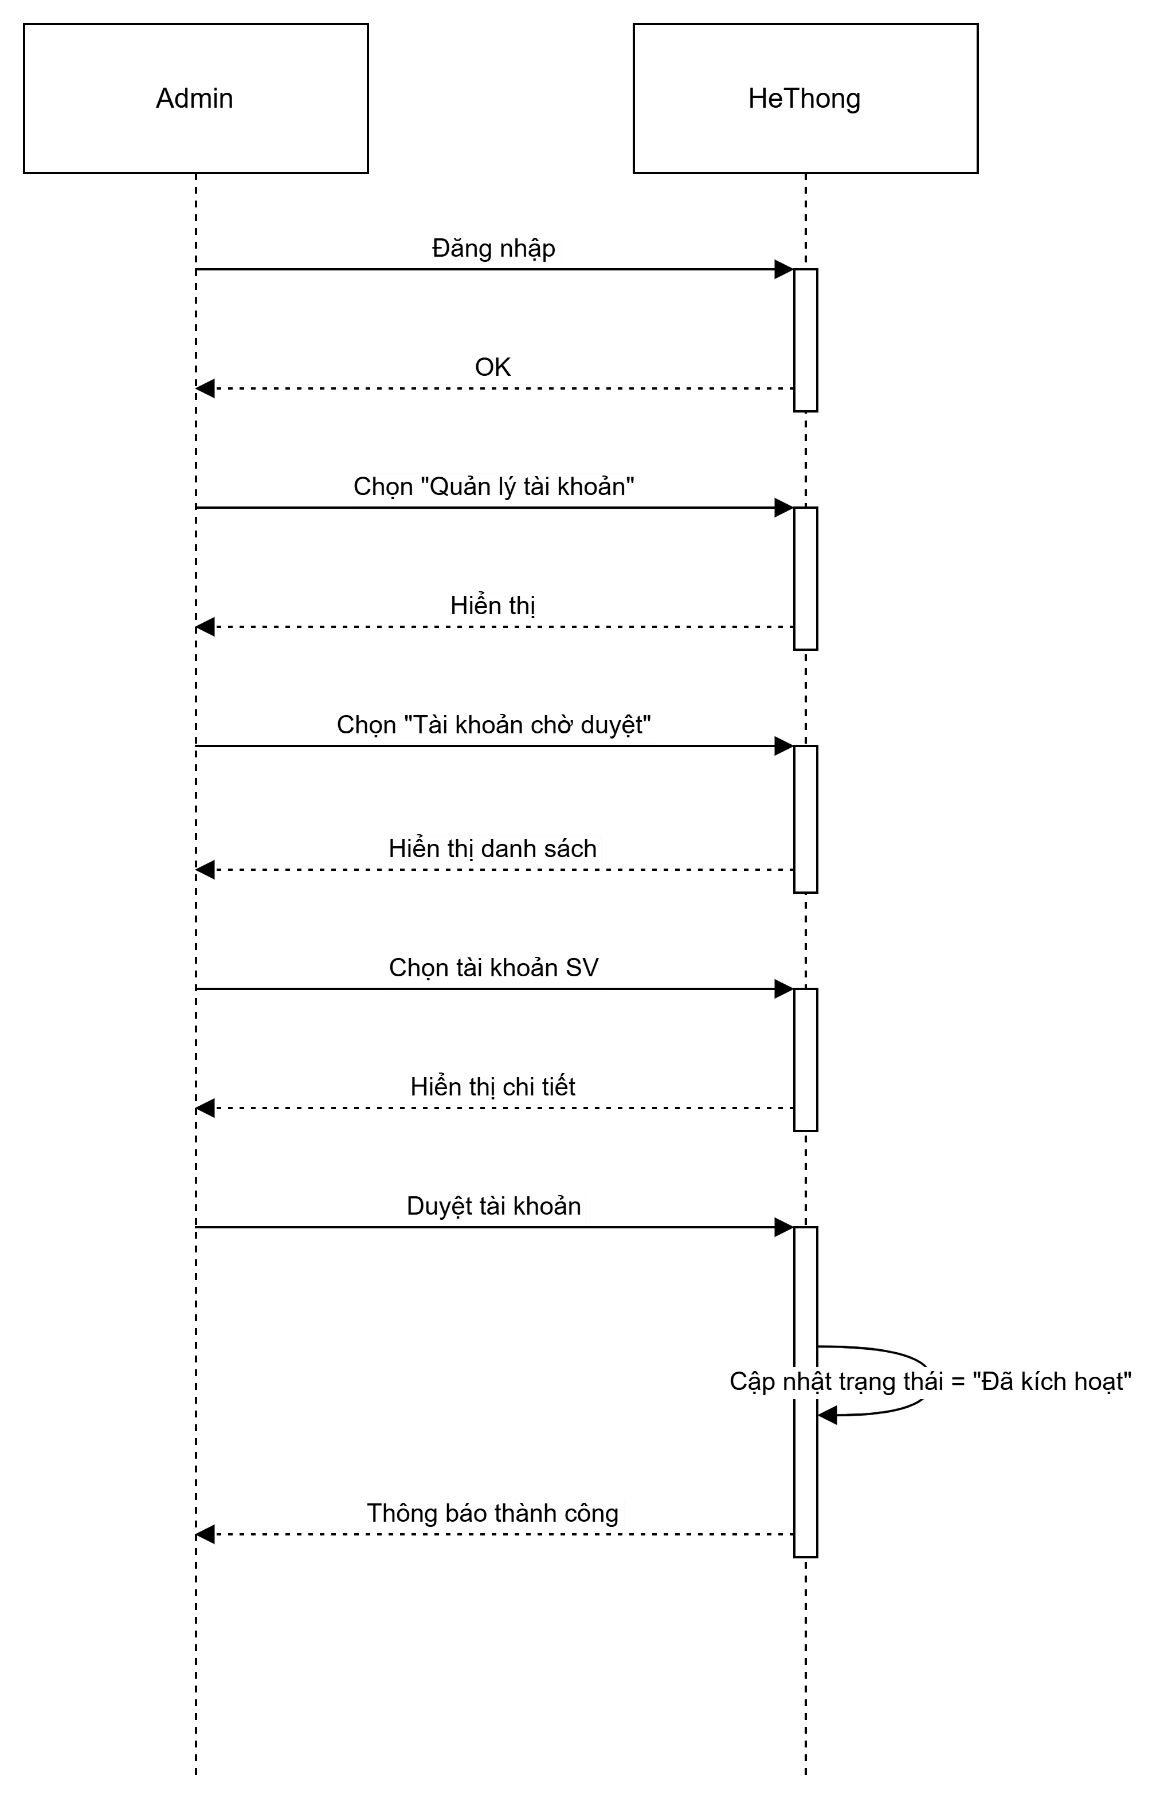 Admin
HeThong
Đăng nhập
OK
Chọn "Quản lý tài khoản"
Hiển thị
Chọn "Tài khoản chờ duyệt"
Hiển thị danh sách
Chọn tài khoản SV
Hiển thị chi tiết
Duyệt tài khoản
Cập nhật trạng thái = "Đã kích hoạt"
Thông báo thành công